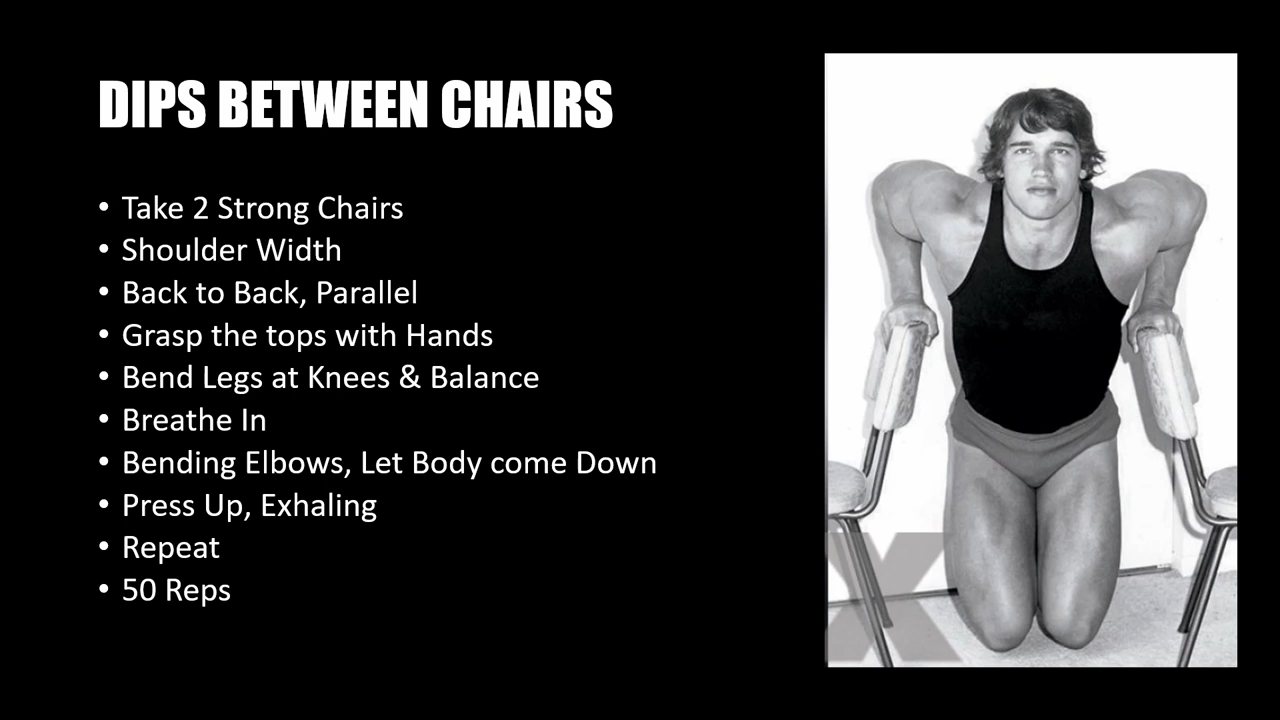 DIPS BETWEEN CHAIRS
• Take 2 Strong Chairs
• Shoulder Width
• Back to Back, Parallel
• Grasp the tops with Hands
• Bend Legs at Knees & Balance
• Breathe In
• Bending Elbows, Let Body come Down
• Press Up, Exhaling
• Repeat
• 50 Reps
X